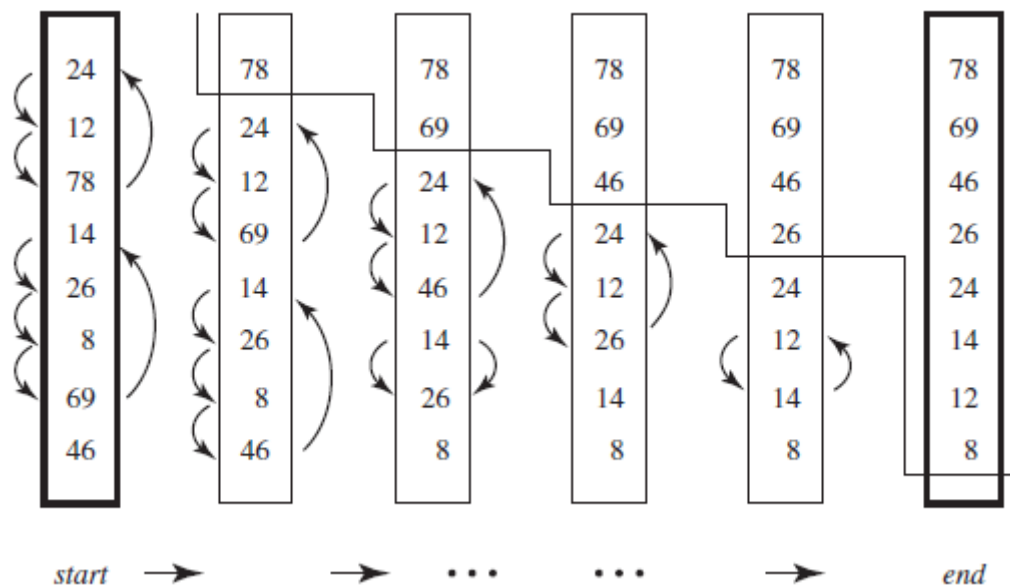 24 78 78 78 78 78
12 24 69 69 69 69
78 12 24 46 46 46
14 69 12 24 26 26
26 14 46 12 24 24
8 26 14 26 12 14
69 8 26 14 14 12
46 46 8 8 8 8
start ... ... end